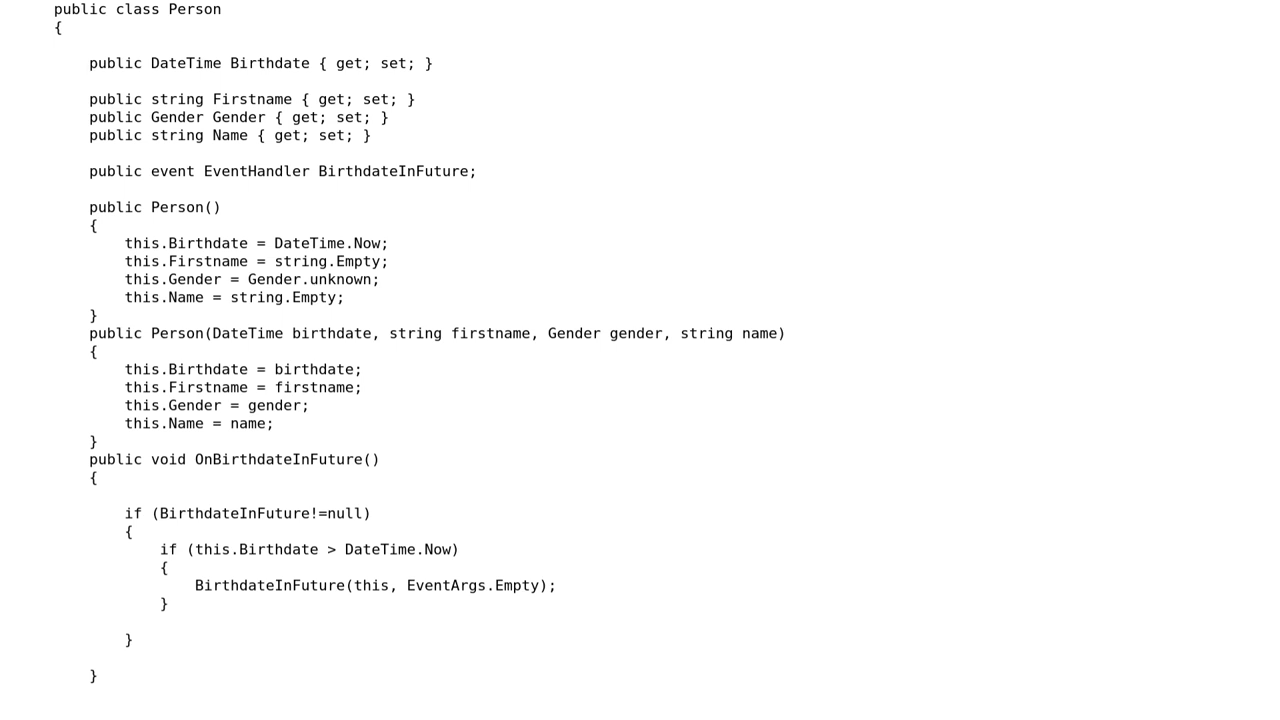 public class Person
{
public DateTime Birthdate { get; set; }
public string Firstname { get; set; }
public Gender Gender { get; set; }
public string Name { get; set; }
public event EventHandler BirthdateInFuture;
public Person()
{
this.Birthdate = DateTime.Now;
this.Firstname = string.Empty;
this.Gender = Gender.unknown;
this.Name = string.Empty;
}
public Person(DateTime birthdate, string firstname, Gender gender, string name)
{
this.Birthdate = birthdate;
this.Firstname = firstname;
this.Gender = gender;
this.Name = name;
}
public void OnBirthdateInFuture()
{
if (BirthdateInFuture!=null)
{
if (this.Birthdate > DateTime.Now)
{
BirthdateInFuture(this, EventArgs.Empty);
}
}
}